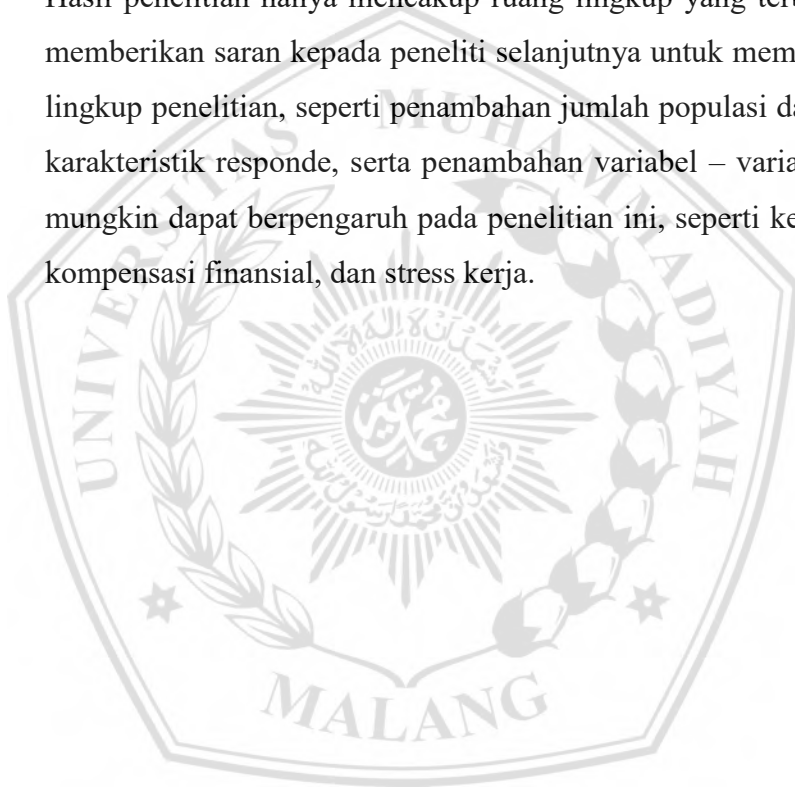 Hasil penelitian hanya mencakup ruang lingkup yang
memberikan saran kepada peneliti selanjutnya untuk mem
lingkup penelitian, seperti penambahan jumlah populasi da
karakteristik responde, serta penambahan variabel – varia
mungkin dapat berpengaruh pada penelitian ini, seperti ke
kompensasi finansial, dan stress kerja.
UNIVERSITAS MUHAMMADIYAH
MALANG